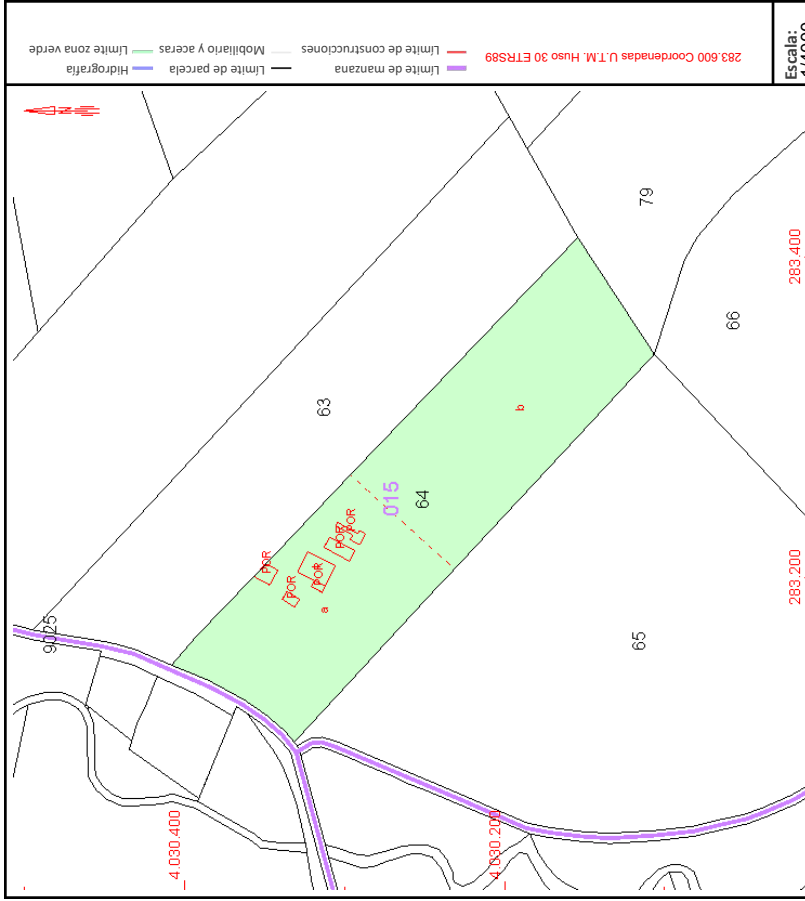 Límite zona verde
Hidrografía
Mobiliario y aceras
Límite de parcela
Límite de construcciones
Límite de manzana
283.600 Coordenadas U.T.M. Huso 30 ETRS89
Escala:
79
283,400
66
63
b
015
64
POR
POR
POR
POR
POR
a
283,200
9025
65
4.030.400
4.030.200